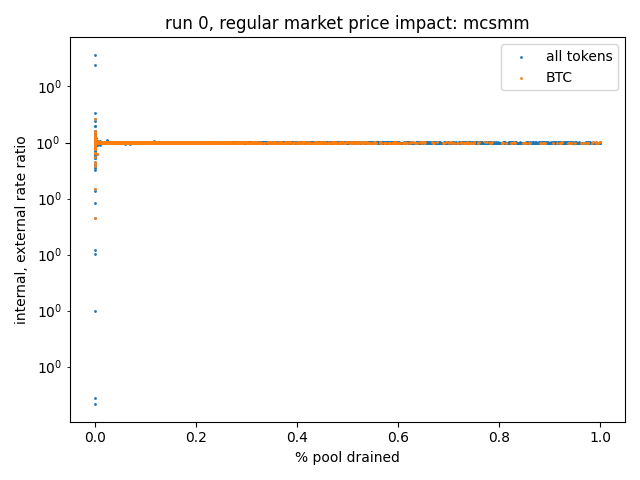 run 0, regular market price impact: mcsmm
all tokens
BTC
10⁰
10⁰
10⁰
10⁰
10⁰
10⁰
internal, external rate ratio
0.0 0.2 0.4 0.6 0.8 1.0
% pool drained